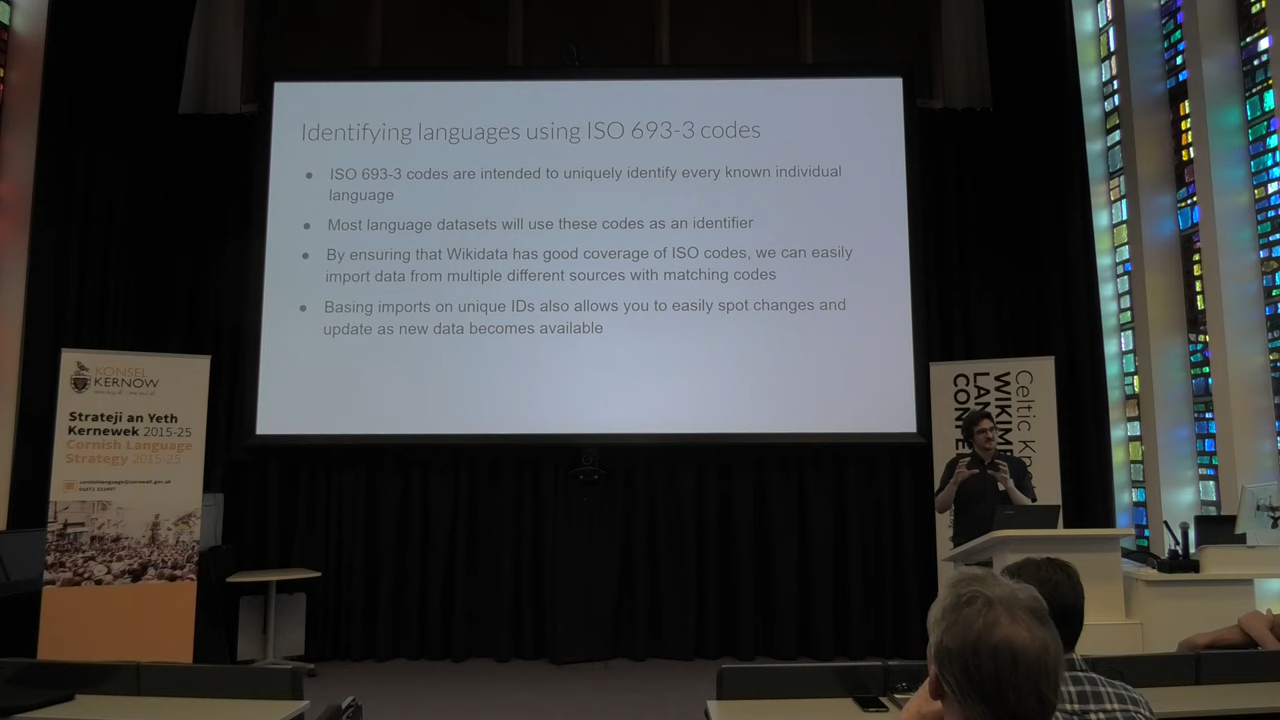 Identifying languages using ISO 693-3 codes
ISO 693-3 codes are intended to uniquely identify every known individual
language
Most language datasets will use these codes as an identifier
By ensuring that Wikidata has good coverage of ISO codes, we can easily
import data from multiple different sources with matching codes
Basing imports on unique IDs also allows you to easily spot changes and
update as new data becomes available
KONSEL
KERNOW
Strateji an Yeth
Kernewek 2015-25
Cornish Language
Strategy 2015-25
Celtic Kn
WIKIM
LAN
CONFE